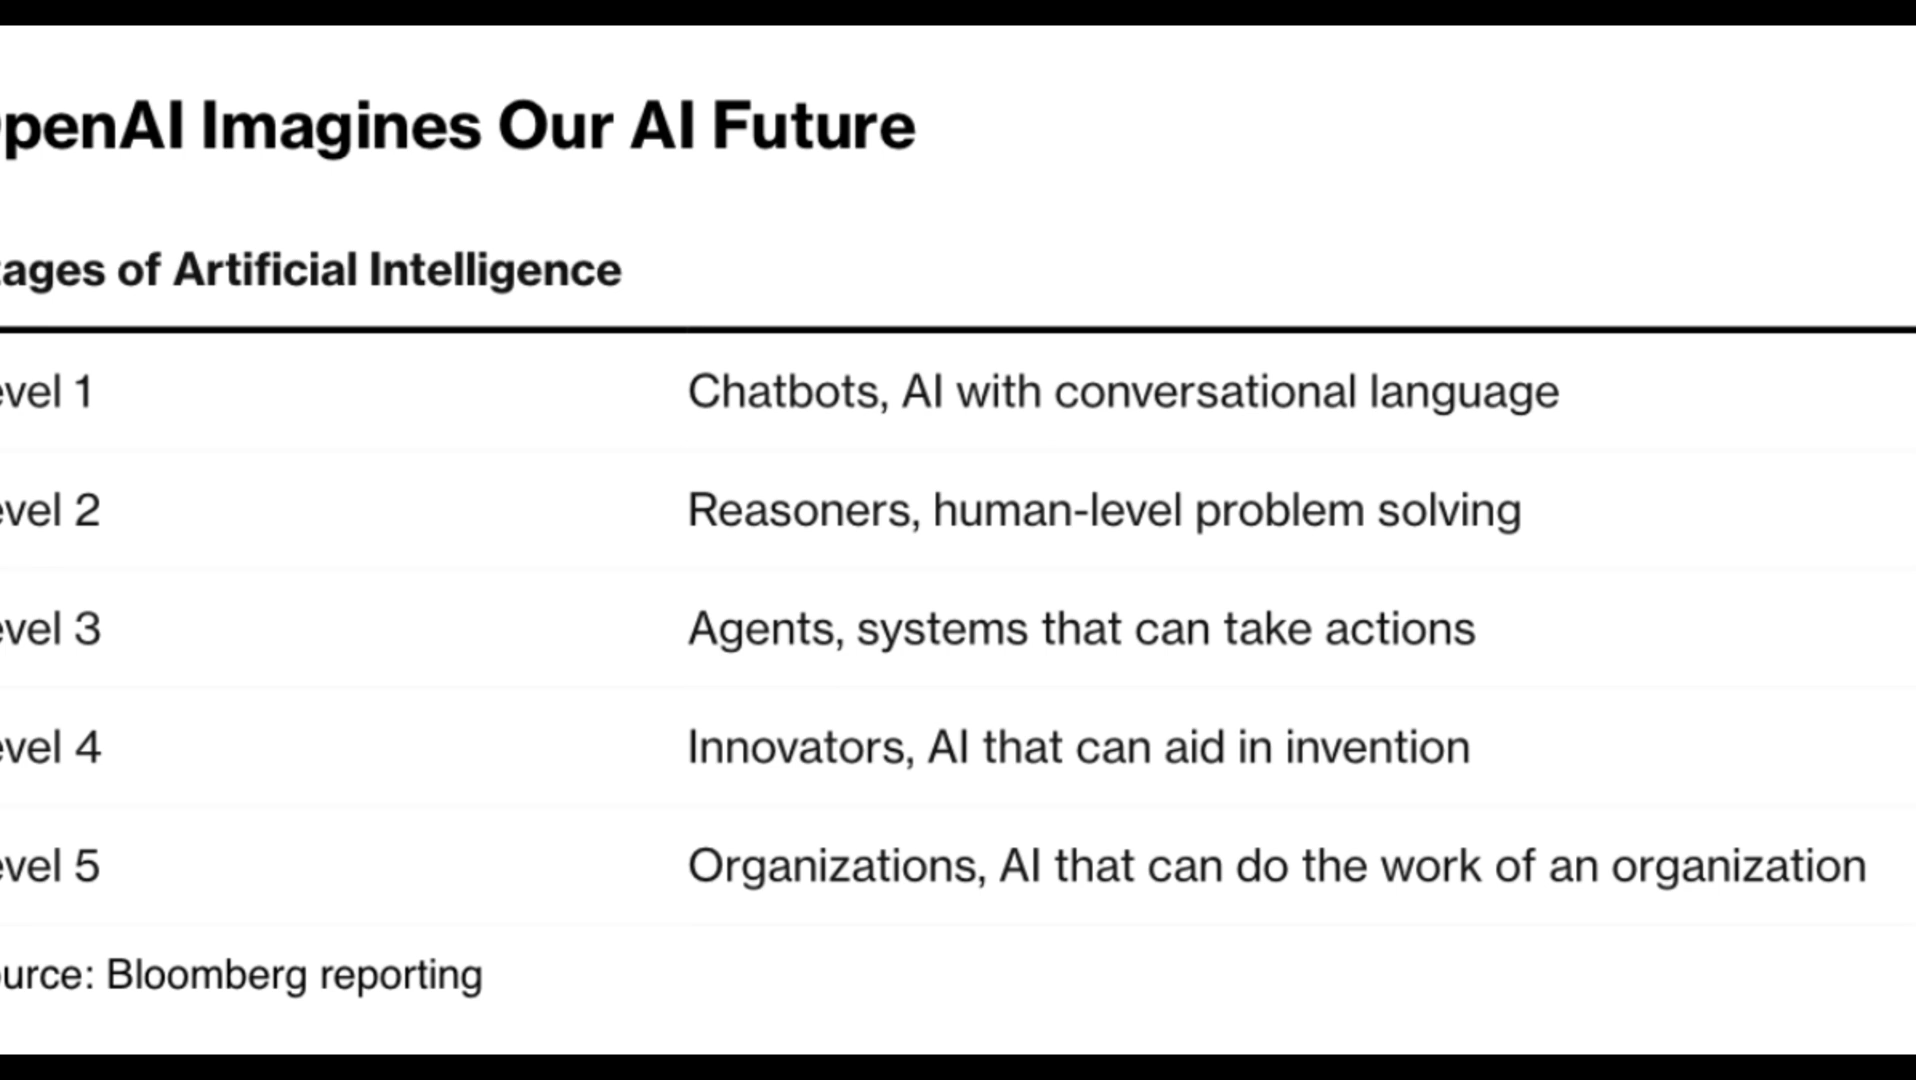 penAI Imagines Our AI Future
tages of Artificial Intelligence
evel 1 Chatbots, AI with conversational language
evel 2 Reasoners, human-level problem solving
evel 3 Agents, systems that can take actions
evel 4 Innovators, AI that can aid in invention
evel 5 Organizations, AI that can do the work of an organization
urce: Bloomberg reporting